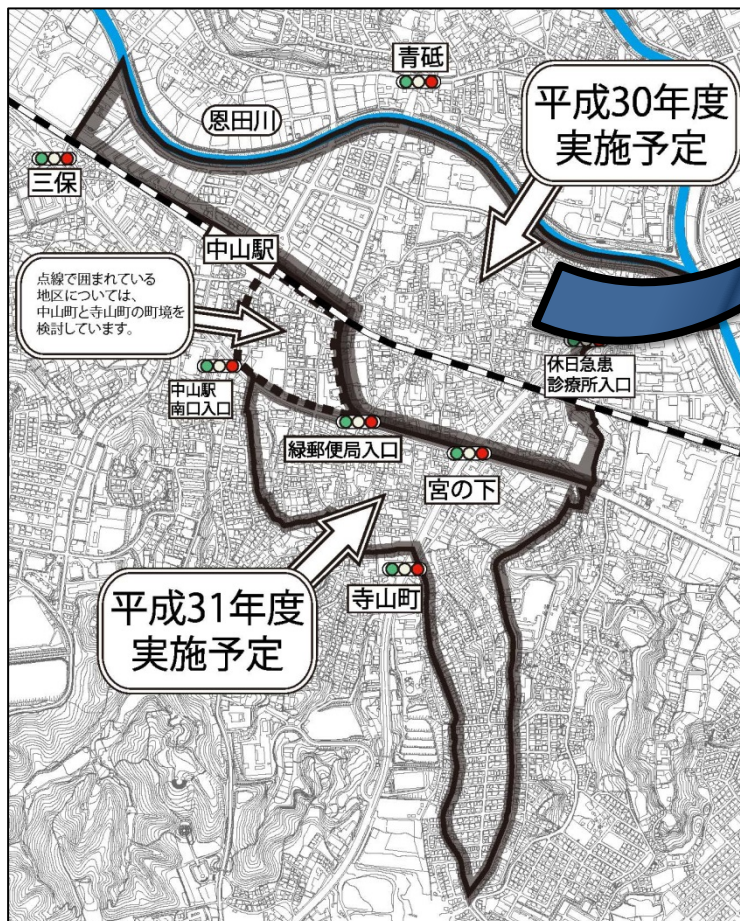 青砥
平成30年度
実施予定
恩田川
三保
中山駅
点線で囲まれている
地区については、
中山町と寺山町の町境を
検討しています。
休日急患
診療所入口
中山駅
南口入口
緑郵便局入口
宮の下
平成31年度
実施予定
寺山町